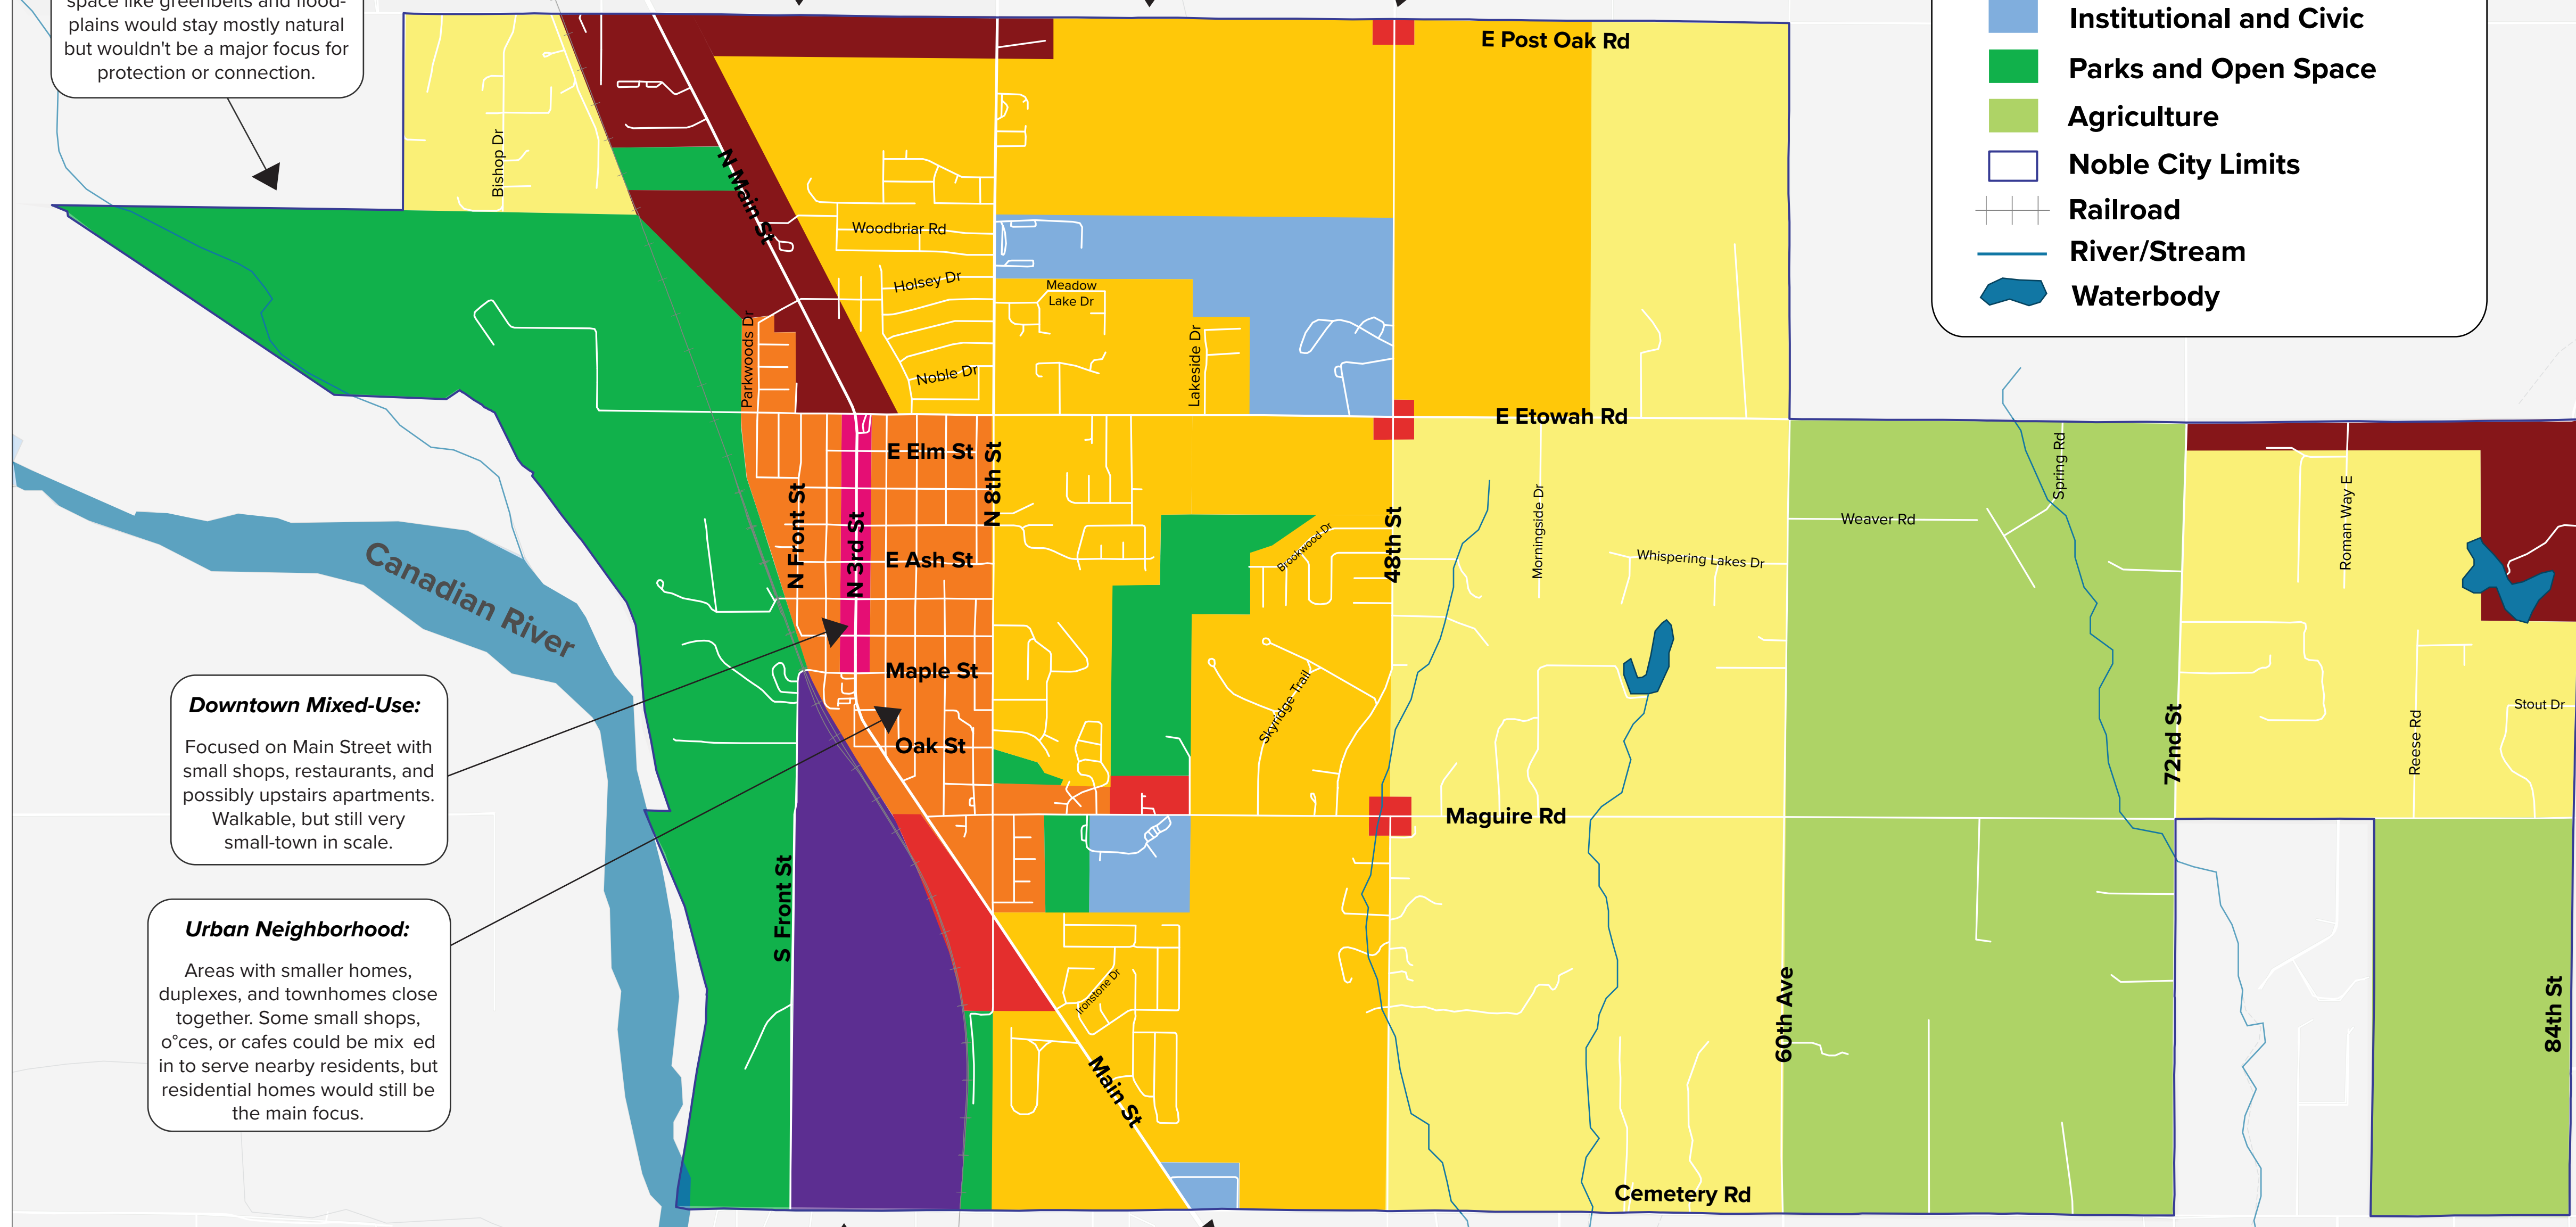 space like greenbelts and flood-
plains would stay mostly natural
but wouldn't be a major focus for
protection or connection.
Institutional and Civic
Parks and Open Space
Agriculture
Noble City Limits
Railroad
River/Stream
Waterbody
E Post Oak Rd
Bishop Dr
N Main St
Woodbriar Rd
Holsey Dr
Meadow
Lake Dr
Parkwoods Dr
Noble Dr
Lakeside Dr
E Etowah Rd
E Elm St
N 8th St
N Front St
N 3rd St
E Ash St
48th St
Brookwood Dr
Morningside Dr
Whispering Lakes Dr
Weaver Rd
Spring Rd
Roman Way E
Canadian River
Maple St
Skyridge Trail
Oak St
72nd St
Reese Rd
Stout Dr
Maguire Rd
Downtown Mixed-Use:
Focused on Main Street with
small shops, restaurants, and
possibly upstairs apartments.
Walkable, but still very
small-town in scale.
S Front St
Urban Neighborhood:
Areas with smaller homes,
duplexes, and townhomes close
together. Some small shops,
o°ces, or cafes could be mix ed
in to serve nearby residents, but
residential homes would still be
the main focus.
Ironstone Dr
Main St
60th Ave
84th St
Cemetery Rd